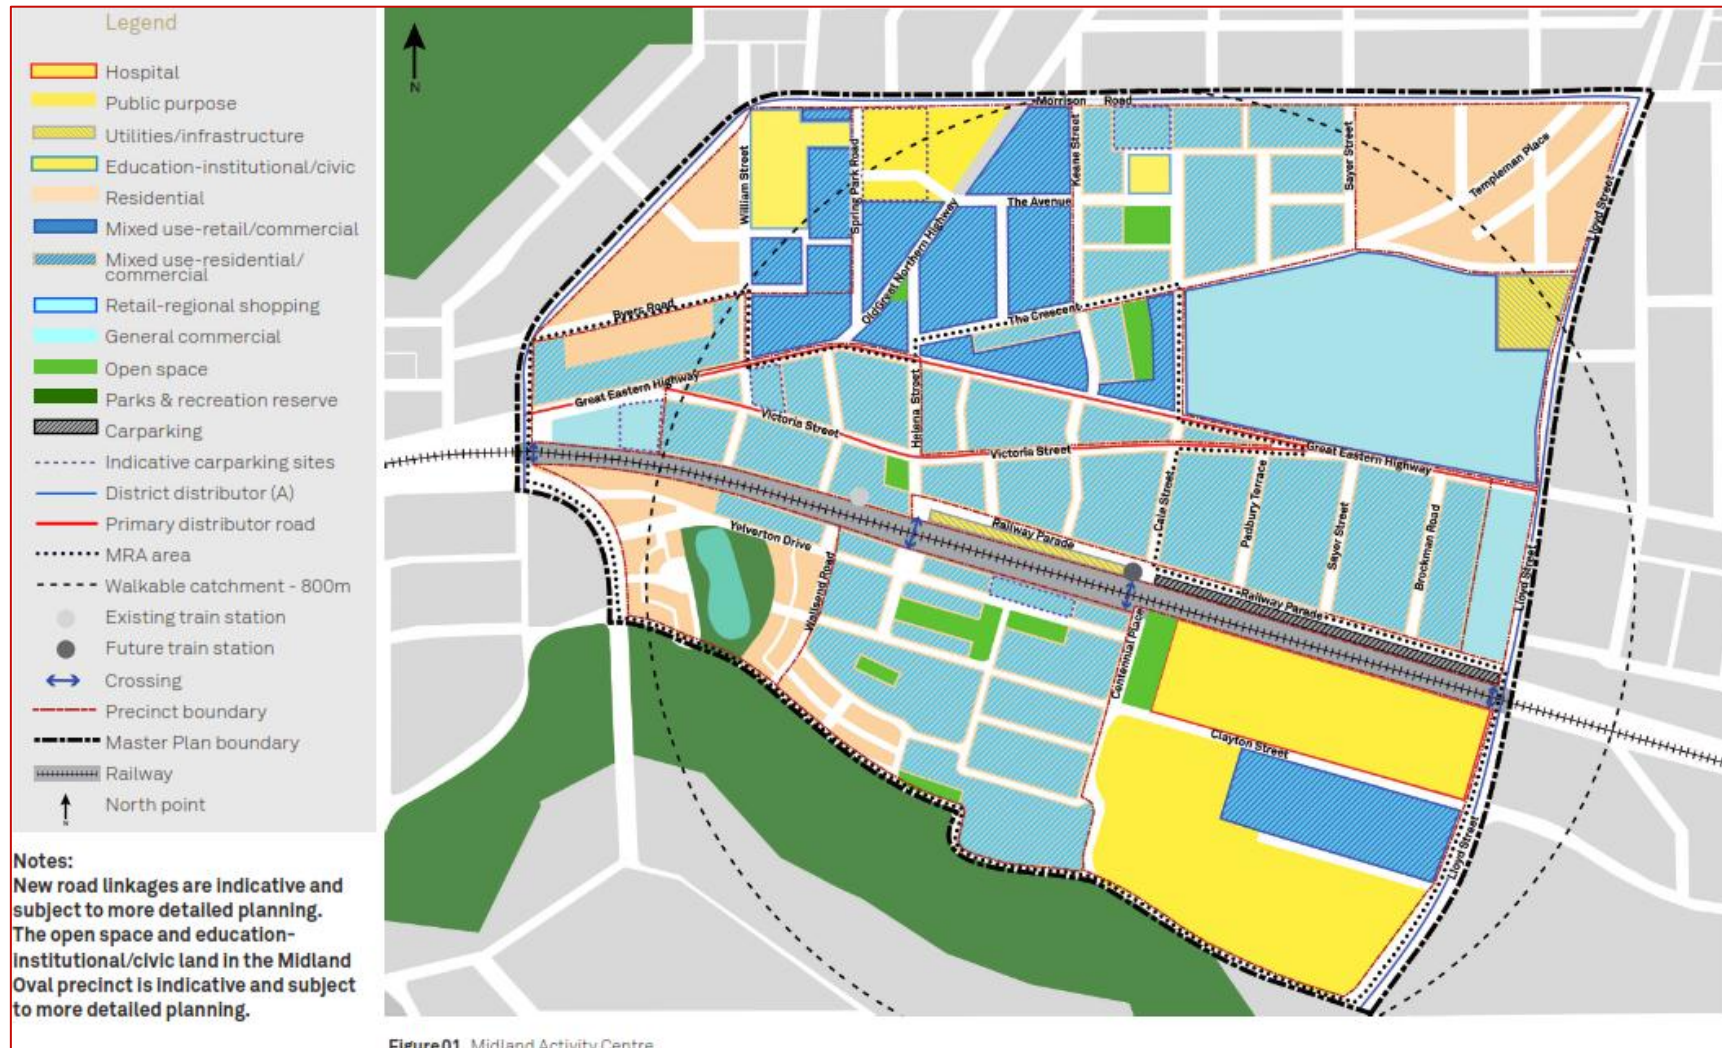 Legend
Hospital
Public purpose
Utilities/infrastructure
Education-institutional/civic
Residential
Mixed use-retail/commercial
Mixed use-residential/
commercial
Retail-regional shopping
General commercial
Open space
Parks & recreation reserve
Carparking
Indicative carparking sites
District distributor (A)
Primary distributor road
MRA area
Walkable catchment - 800m
Existing train station
Future train station
Crossing
Precinct boundary
Master Plan boundary
Railway
North point
N
Notes:
New road linkages are indicative and
subject to more detailed planning.
The open space and education-
institutional/civic land in the Midland
Oval precinct is indicative and subject
to more detailed planning.
N
Morrison Road
William Street
Spring Park Road
Keane Street
Sayer Street
Templeman Place
Lloyd Street
The Avenue
Old Great Northern Highway
Byers Road
The Crescent
Great Eastern Highway
Helena Street
Victoria Street
Victoria Street
Great Eastern Highway
Cale Street
Padbury Terrace
Sayer Street
Brockman Road
Lloyd Street
Railway Parade
Yelverton Drive
Wallsend Road
Railway Parade
Centennial Place
Clayton Street
Lloyd Street
Figure 01 Midland Activity Centre